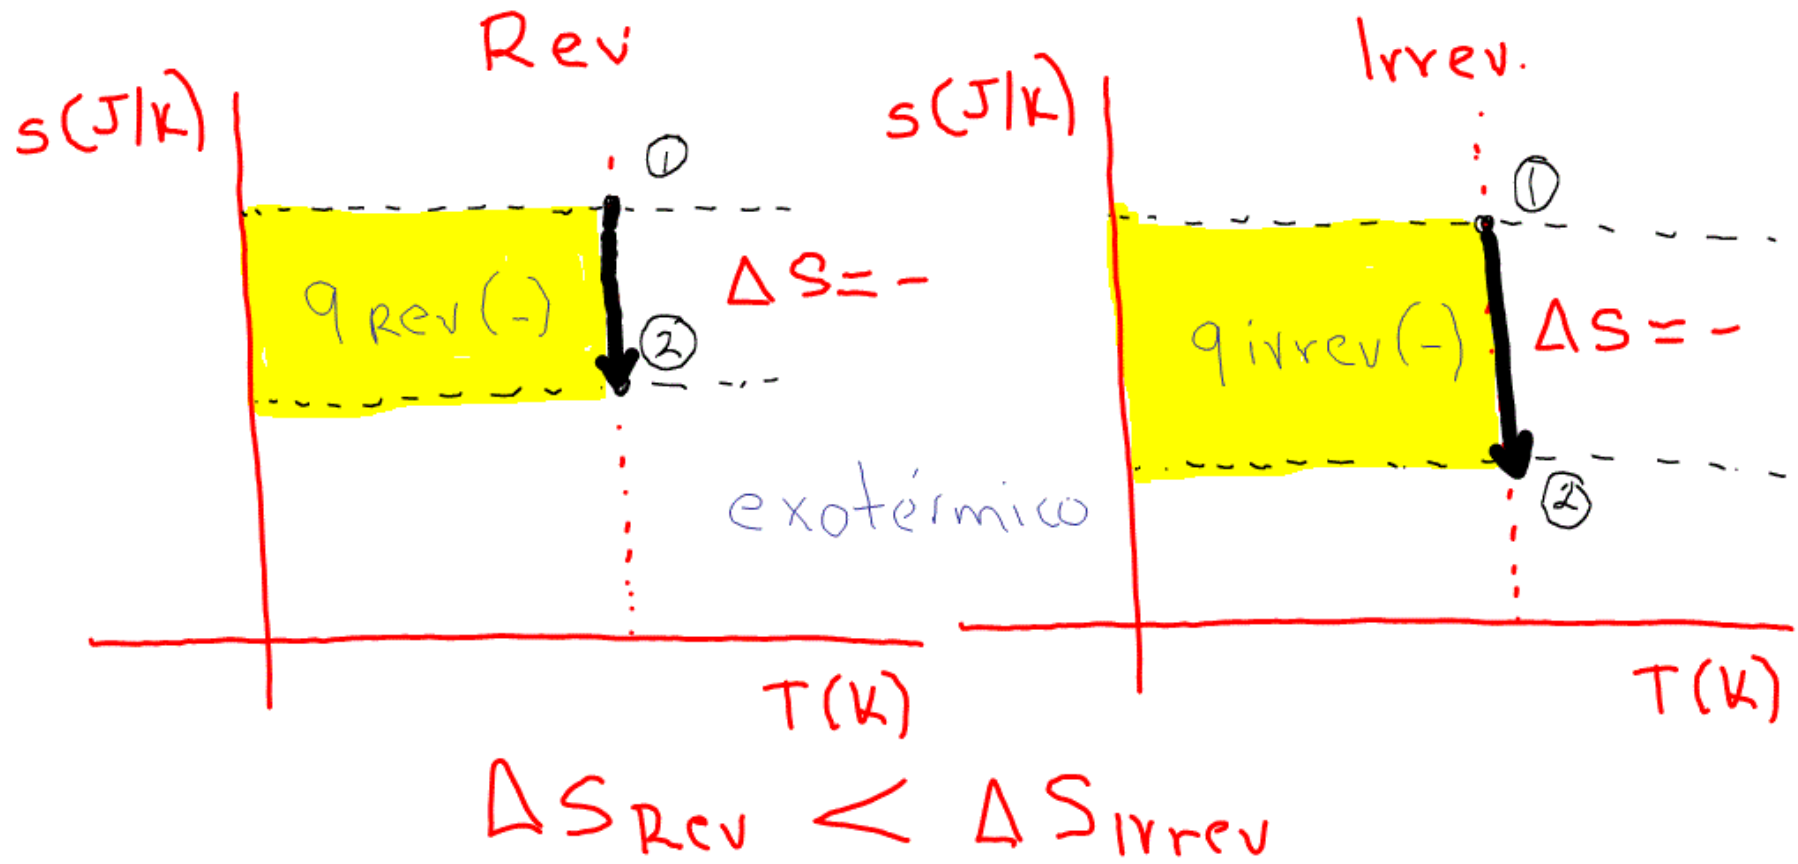 Rev
s(J/K)
①
q Rev (-)
ΔS= -
②
T(K)
Irrev.
s(J/K)
①
q irrev(-)
ΔS = -
②
T(K)
exotérmico
ΔS Rev < ΔS Irrev